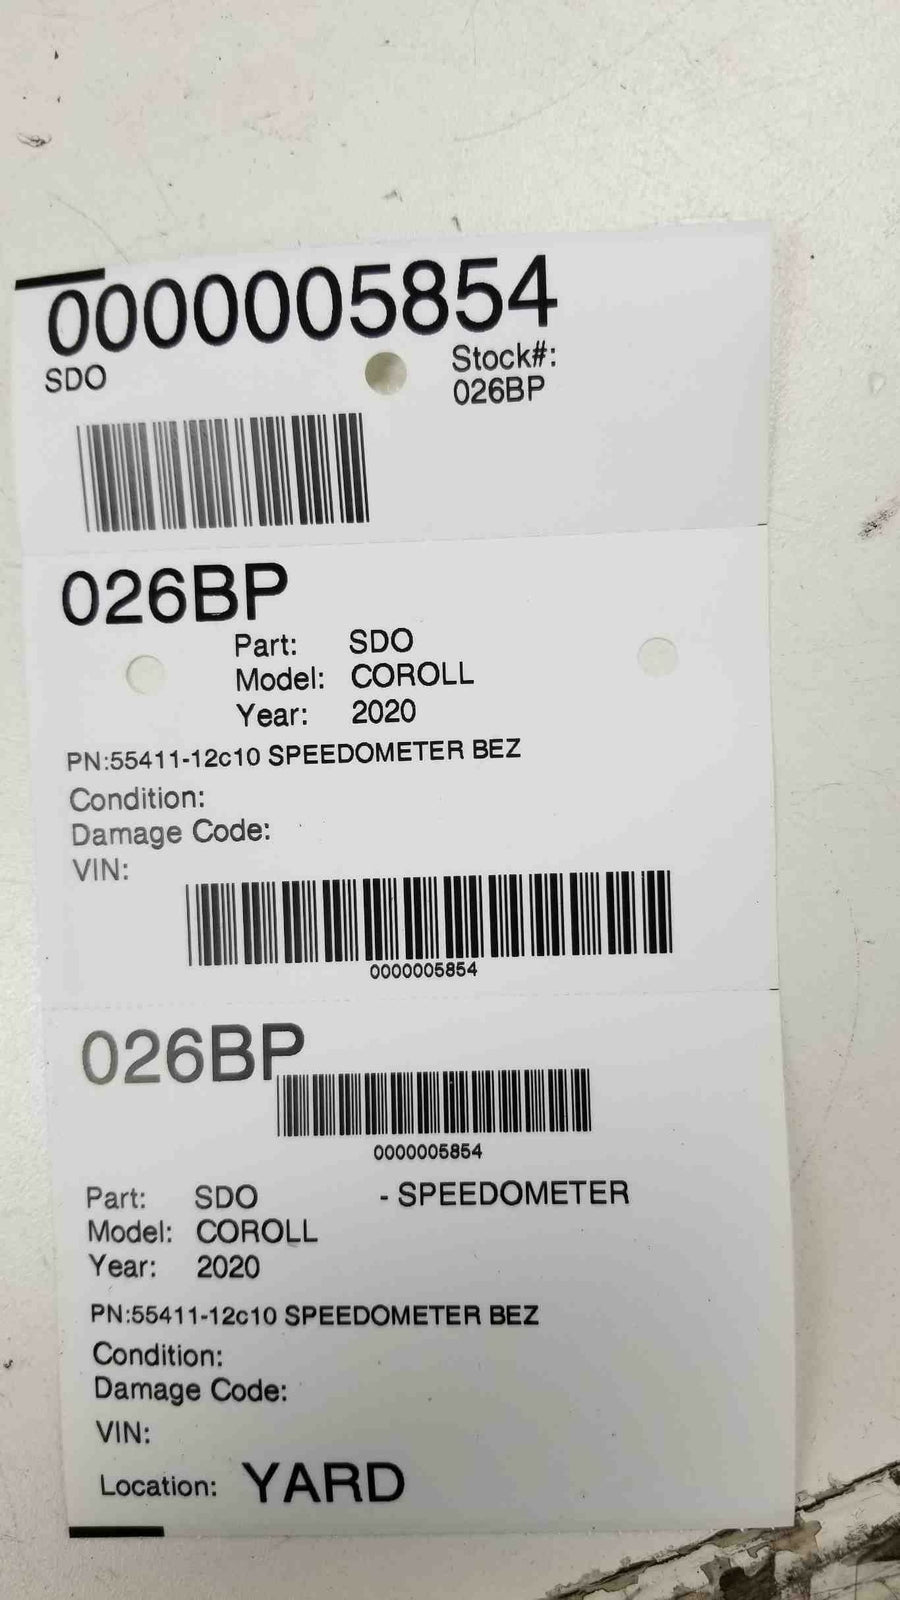 0000005854
SDO
Stock#:
026BP
026BP
Part: SDO
Model: COROLL
Year: 2020
PN:55411-12c10 SPEEDOMETER BEZ
Condition:
Damage Code:
VIN:
0000005854
026BP
0000005854
Part: SDO - SPEEDOMETER
Model: COROLL
Year: 2020
PN:55411-12c10 SPEEDOMETER BEZ
Condition:
Damage Code:
VIN:
Location: YARD